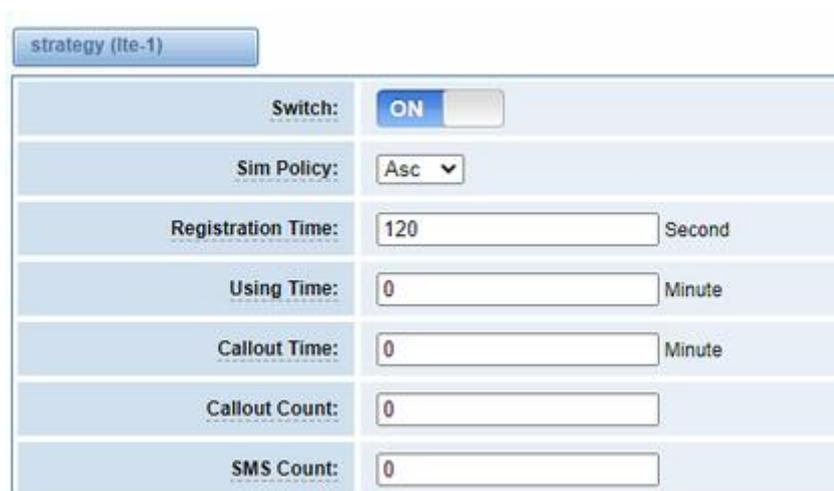 strategy (lte-1)
Switch: ON
Sim Policy: Asc
Registration Time: 120 Second
Using Time: 0 Minute
Callout Time: 0 Minute
Callout Count: 0
SMS Count: 0